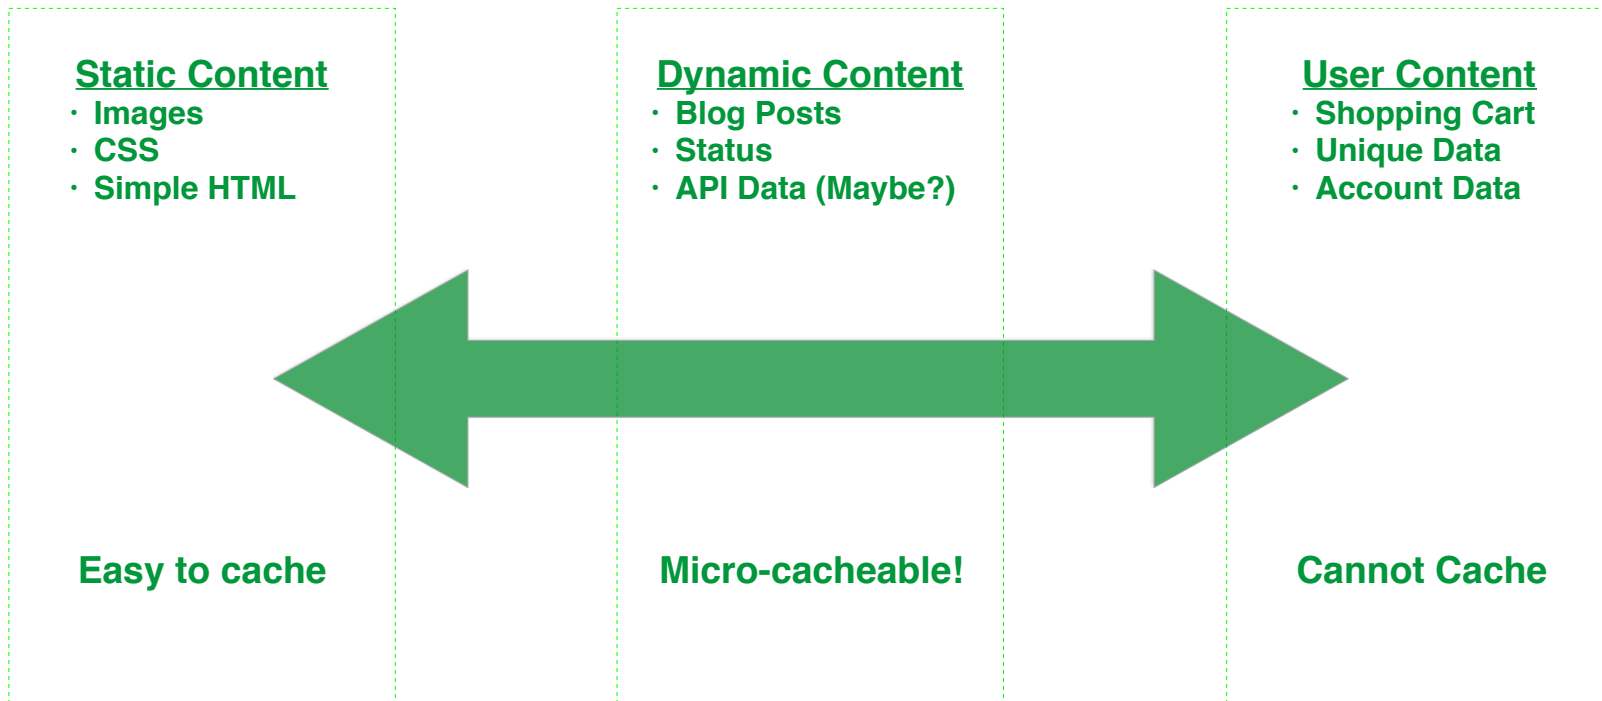 Static Content
· Images
· CSS
· Simple HTML
Dynamic Content
· Blog Posts
· Status
· API Data (Maybe?)
User Content
· Shopping Cart
· Unique Data
· Account Data
Easy to cache
Micro-cacheable!
Cannot Cache